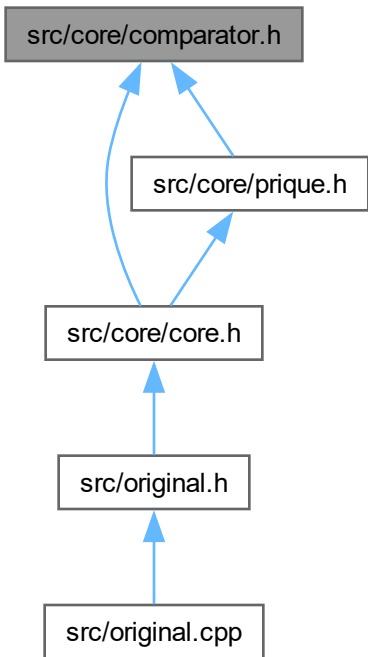 src/core/comparator.h
src/core/prique.h
src/core/core.h
src/original.h
src/original.cpp